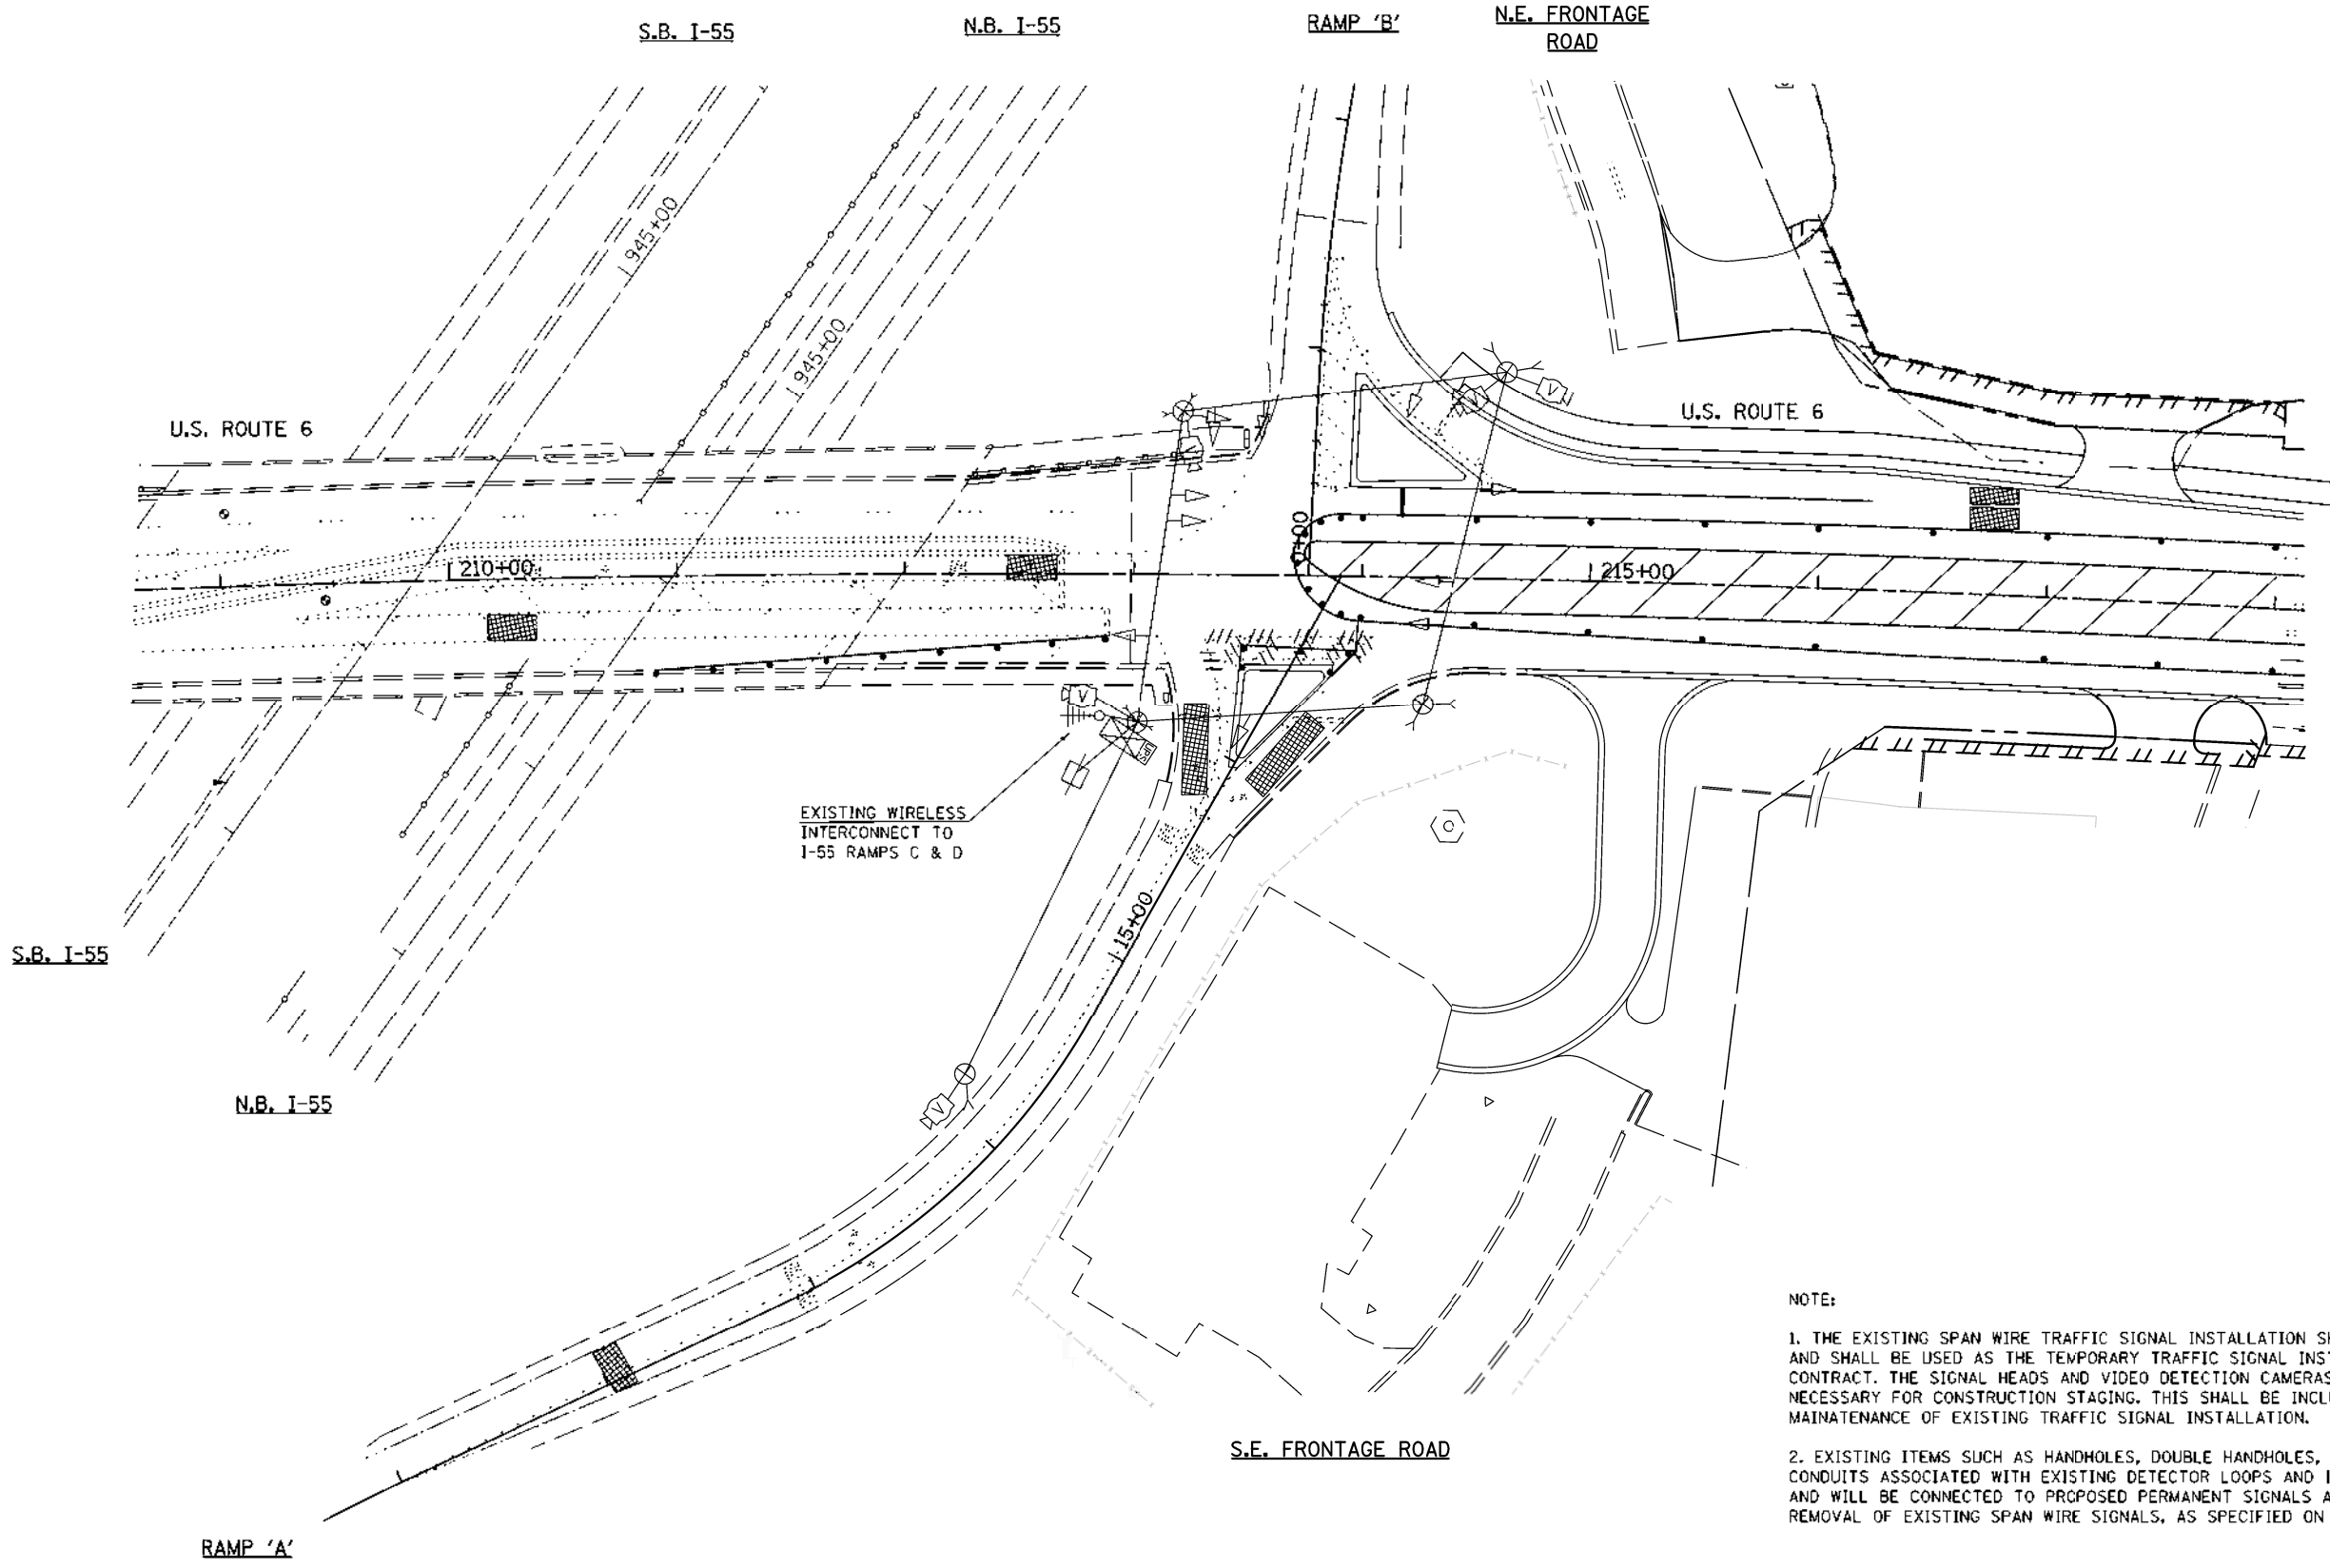 S.B. I-55
N.B. I-55
RAMP 'B'
N.E. FRONTAGE
ROAD
945+00
945+00
U.S. ROUTE 6
U.S. ROUTE 6
V
V
0+00
210+00
215+00
V
UPS
EXISTING WIRELESS
INTERCONNECT TO
I-55 RAMPS C & D
15+00
S.B. I-55
N.B. I-55
V
S.E. FRONTAGE ROAD
RAMP 'A'
NOTE:
1. THE EXISTING SPAN WIRE TRAFFIC SIGNAL INSTALLATION
AND SHALL BE USED AS THE TEMPORARY TRAFFIC SIGNAL
CONTRACT. THE SIGNAL HEADS AND VIDEO DETECTION CAMERAS
NECESSARY FOR CONSTRUCTION STAGING. THIS SHALL BE
MAINATENANCE OF EXISTING TRAFFIC SIGNAL INSTALLATION.
2. EXISTING ITEMS SUCH AS HANDHOLES, DOUBLE HANDHOLES,
CONDUITS ASSOCIATED WITH EXISTING DETECTOR LOOPS AND
AND WILL BE CONNECTED TO PROPOSED PERMANENT SIGNALS
REMOVAL OF EXISTING SPAN WIRE SIGNALS, AS SPECIFIED ON